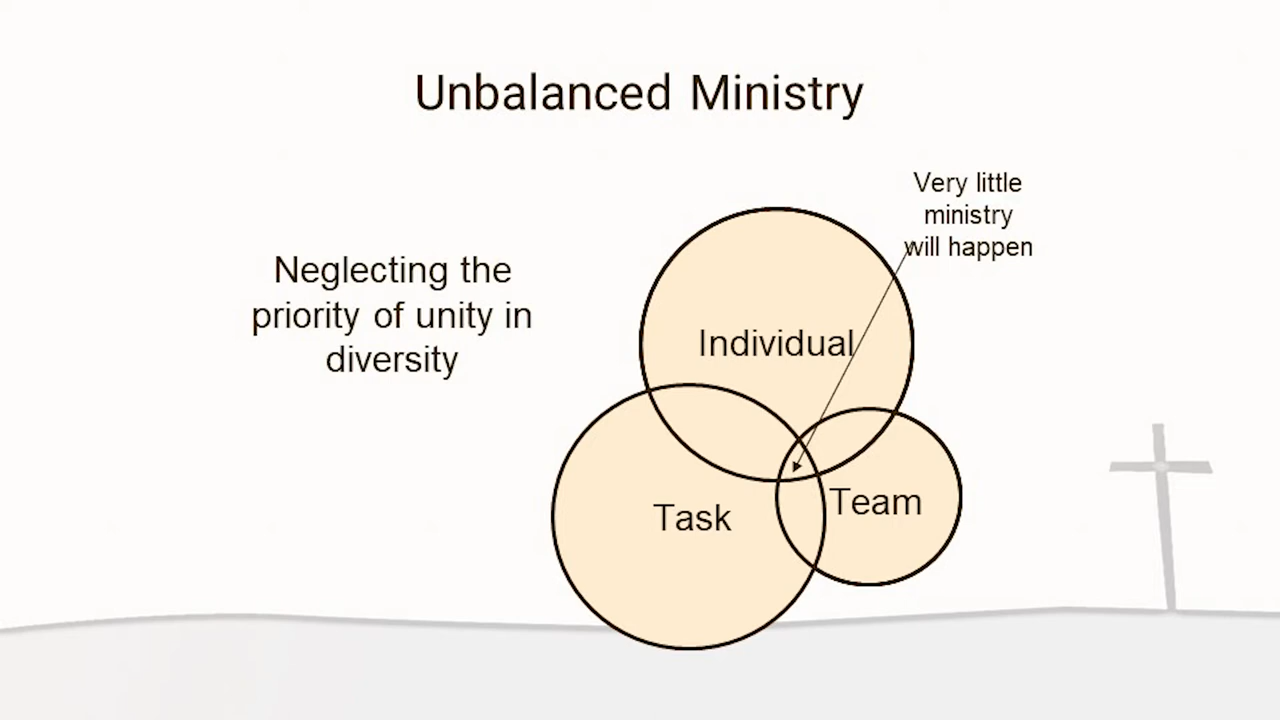 Unbalanced Ministry
Very little
ministry
will happen
Neglecting the
priority of unity in
diversity
Individual
Task
Team